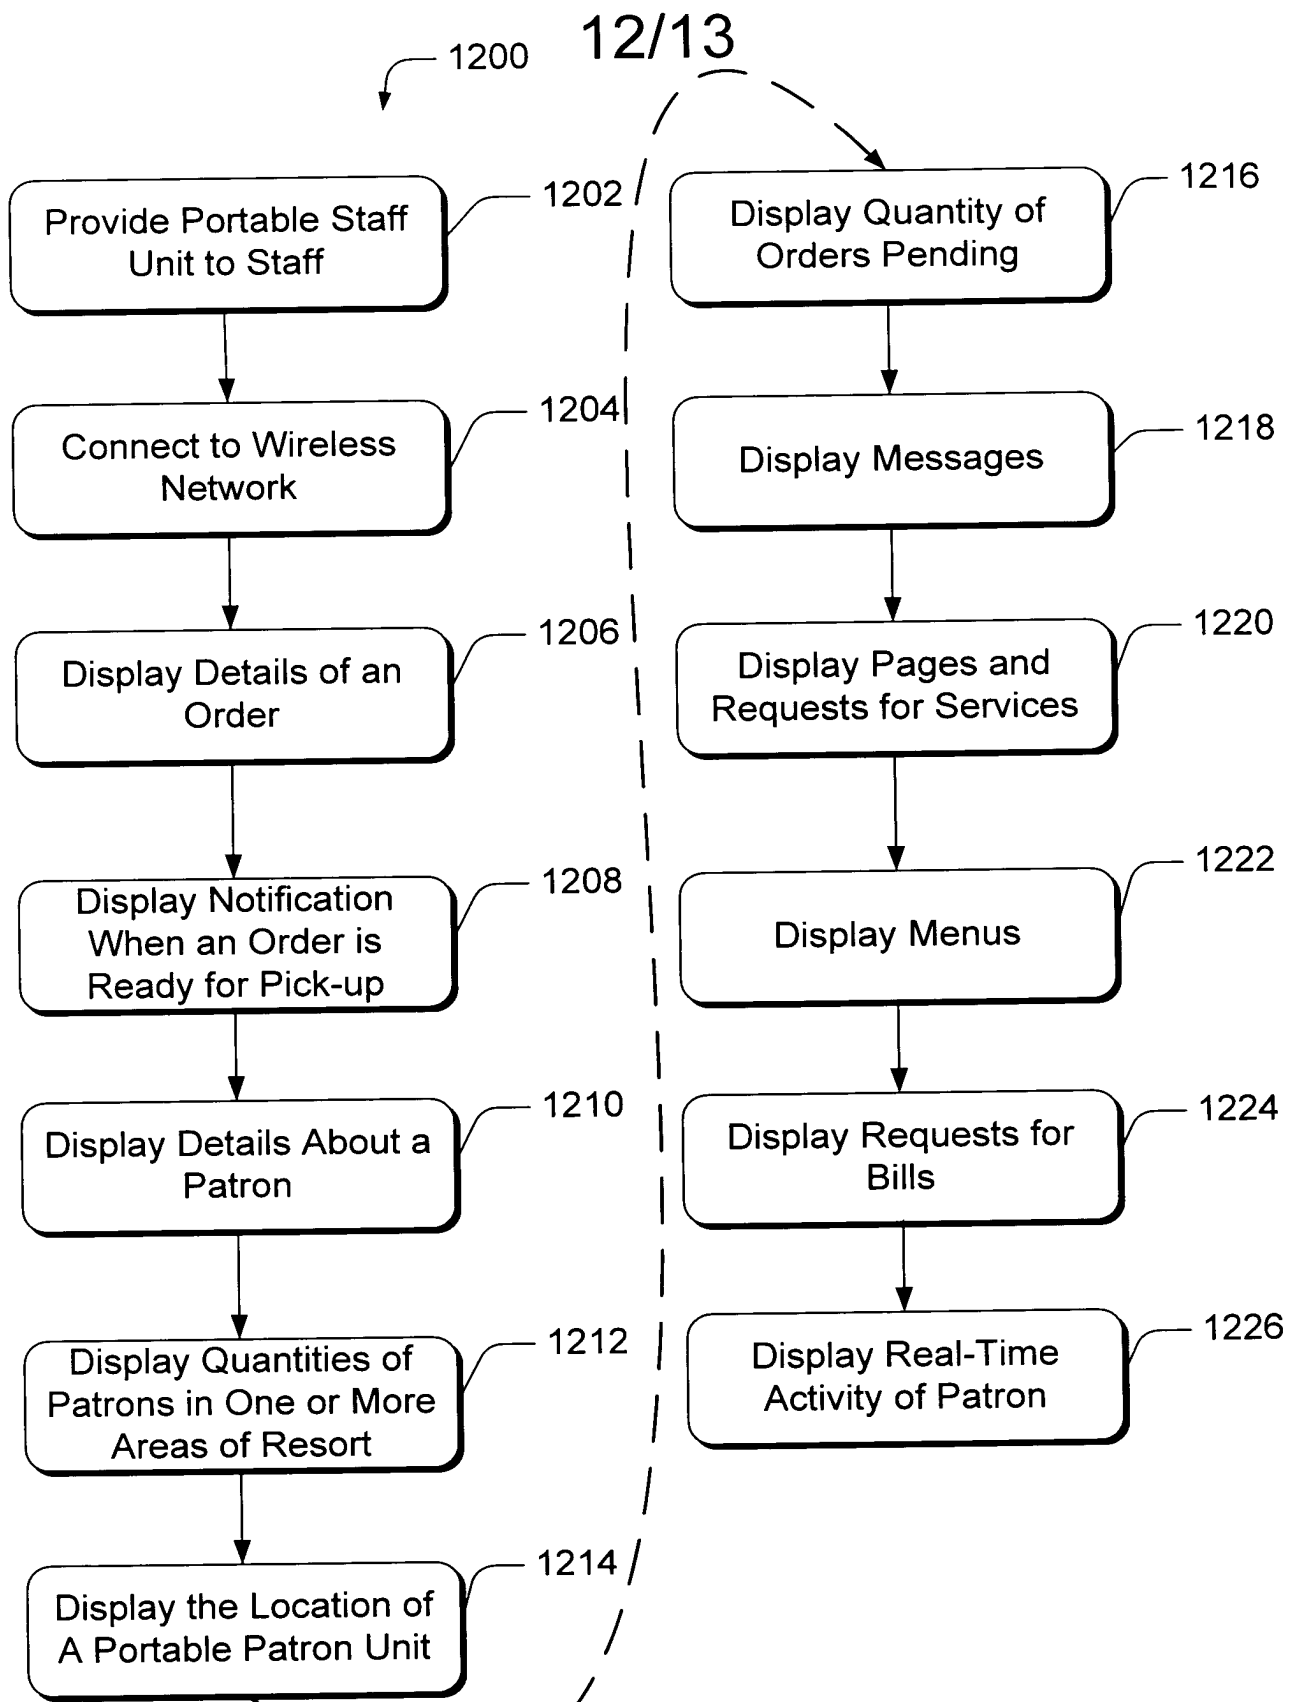 12/13
1200
Provide Portable Staff
Unit to Staff
1202
Connect to Wireless
Network
1204
Display Details of an
Order
1206
Display Notification
When an Order is
Ready for Pick-up
1208
Display Details About a
Patron
1210
Display Quantities of
Patrons in One or More
Areas of Resort
1212
Display the Location of
A Portable Patron Unit
1214
Display Quantity of
Orders Pending
1216
Display Messages
1218
Display Pages and
Requests for Services
1220
Display Menus
1222
Display Requests for
Bills
1224
Display Real-Time
Activity of Patron
1226